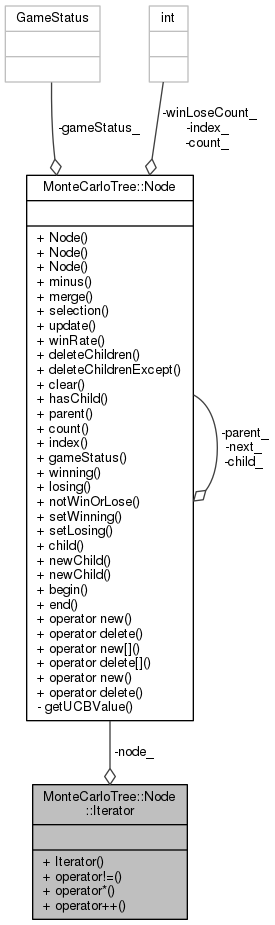 GameStatus
int
-gameStatus_
-winLoseCount_
-index_
-count_
MonteCarloTree::Node
+ Node()
+ Node()
+ Node()
+ minus()
+ merge()
+ selection()
+ update()
+ winRate()
+ deleteChildren()
+ deleteChildrenExcept()
+ clear()
+ hasChild()
+ parent()
+ count()
+ index()
+ gameStatus()
+ winning()
+ losing()
+ notWinOrLose()
+ setWinning()
+ setLosing()
+ child()
+ newChild()
+ newChild()
+ begin()
+ end()
+ operator new()
+ operator delete()
+ operator new[]()
+ operator delete[]()
+ operator new()
+ operator delete()
- getUCBValue()
-parent_
-next_
-child_
-node_
MonteCarloTree::Node
::Iterator
+ Iterator()
+ operator!=()
+ operator*()
+ operator++()